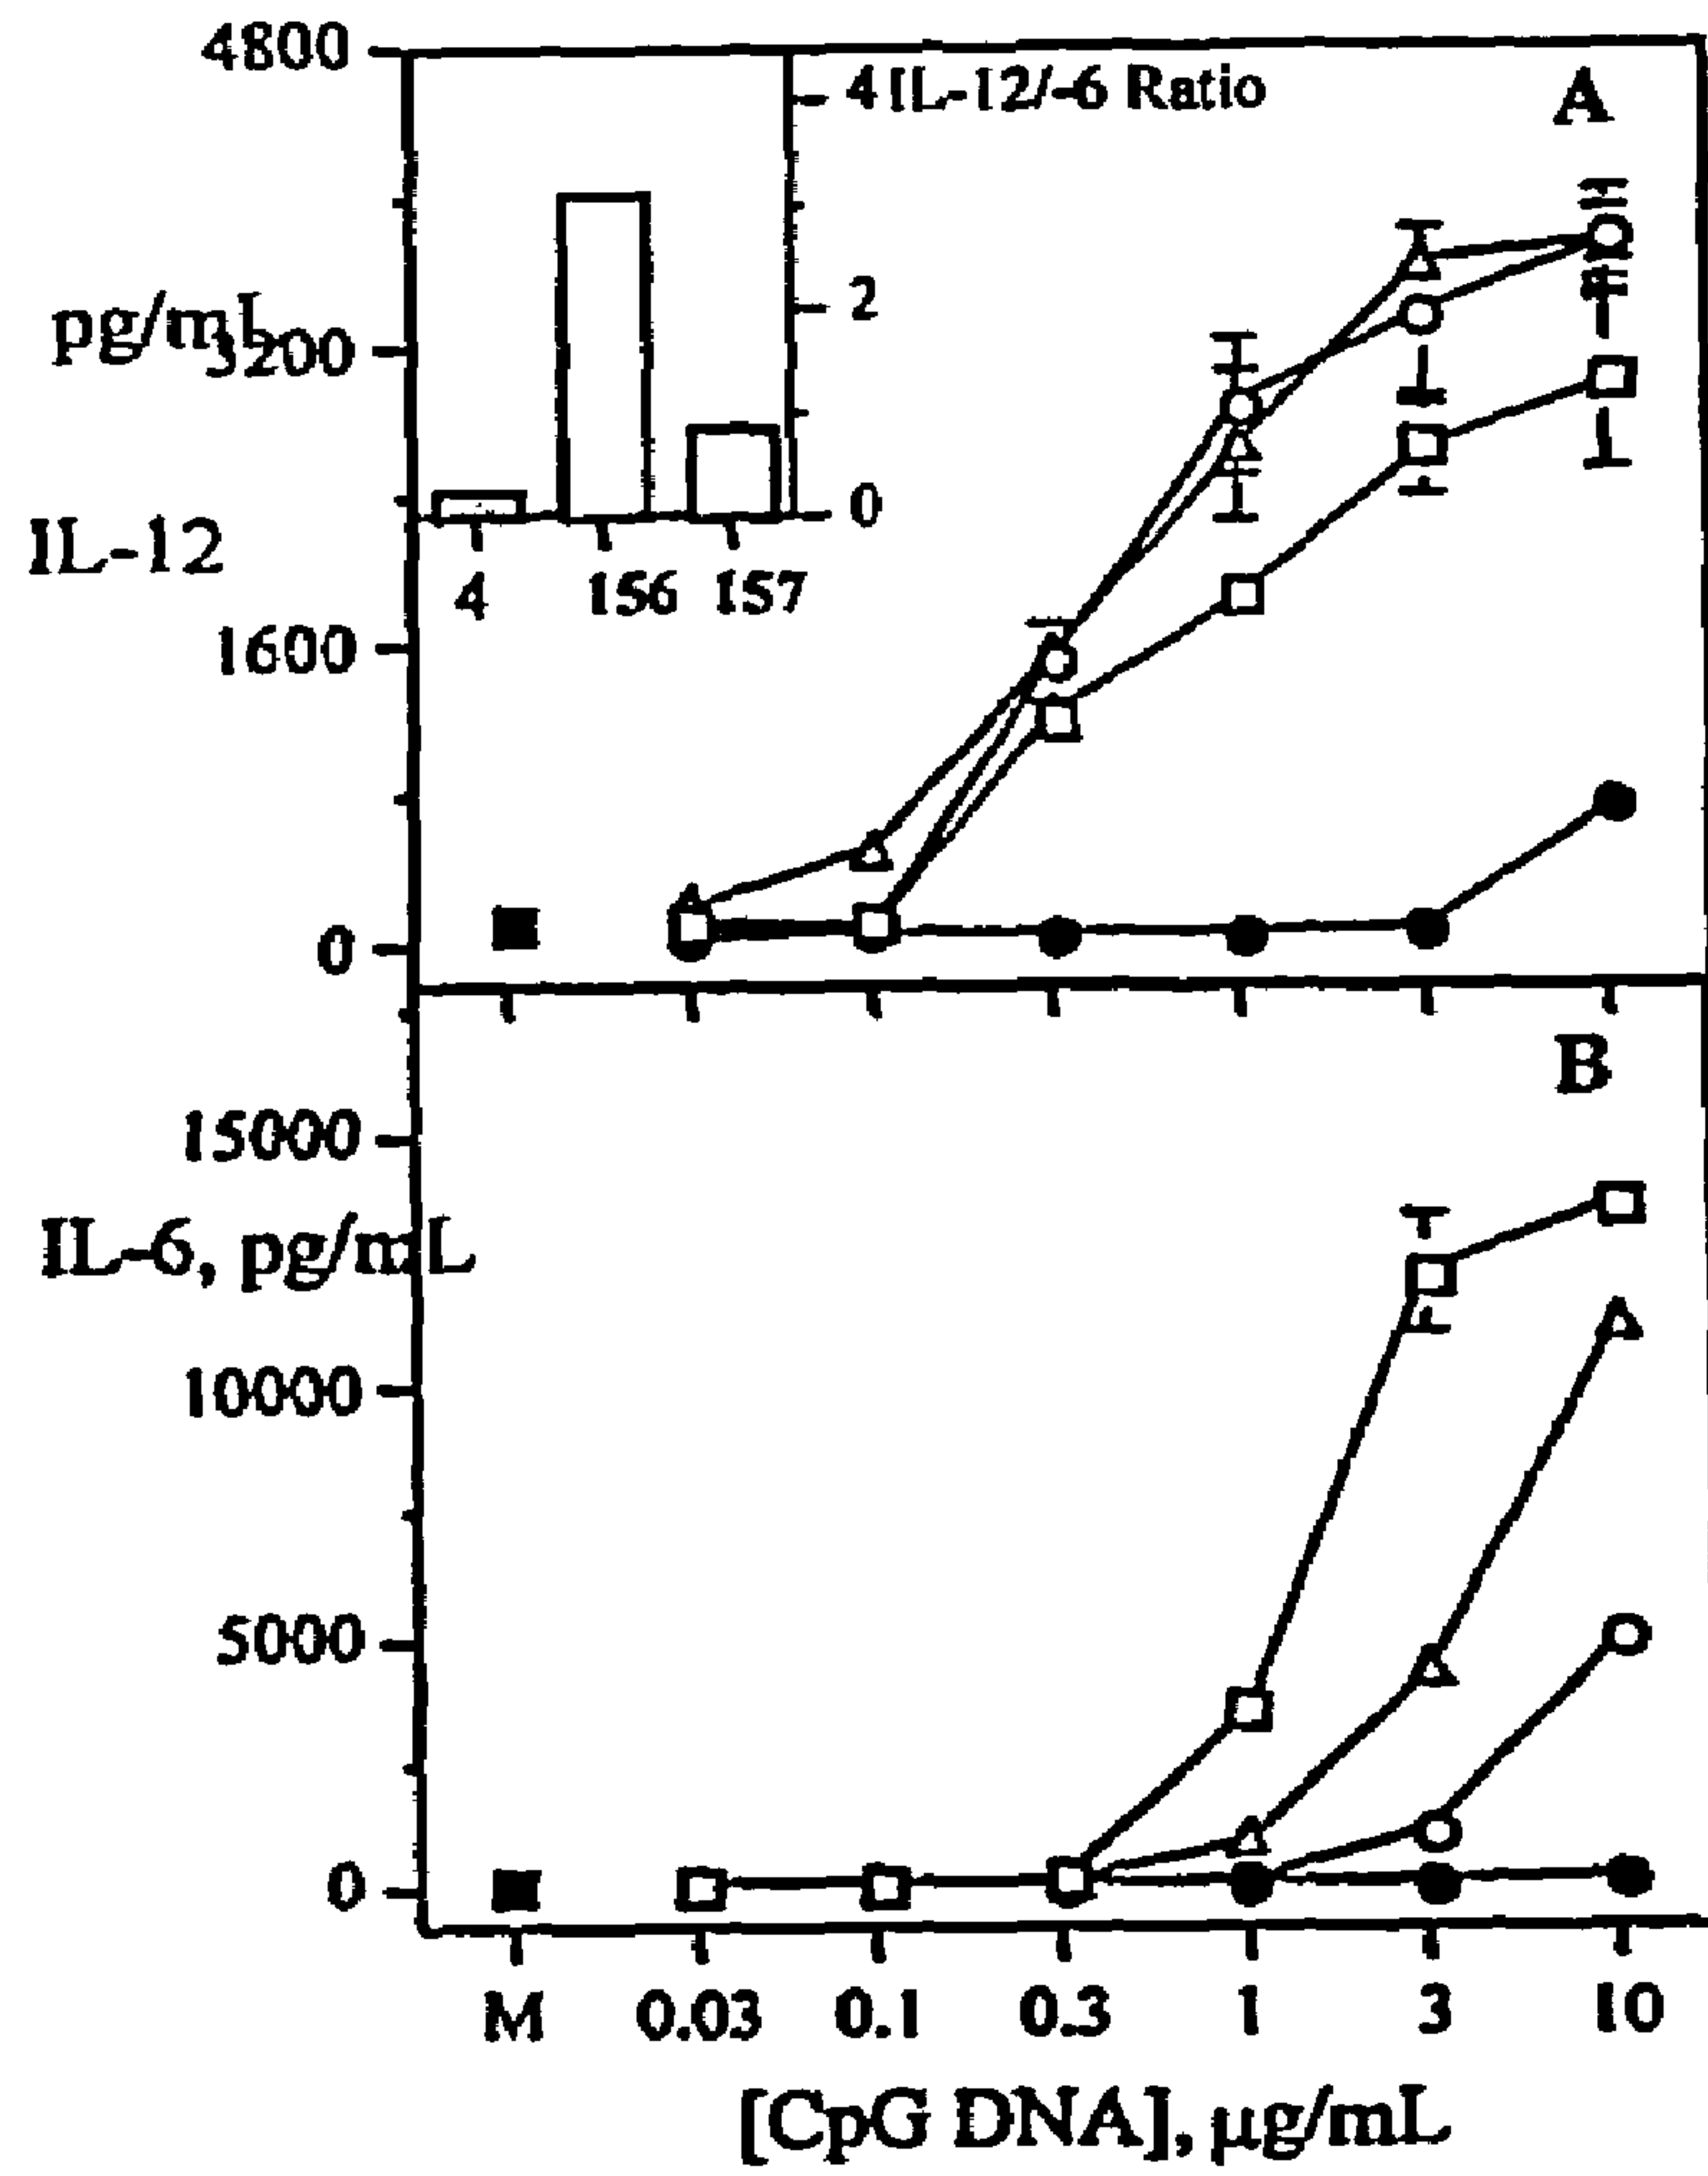 4800
4 IL-12/-6 Ratio
A
2
pg/mL
3200
0
IL-12
4 156 157
1600
0
B
15000
IL-6, pg/mL
10000
5000
0
M 0.03 0.1 0.3 1 3 10
[CpG DNA], µg/mL